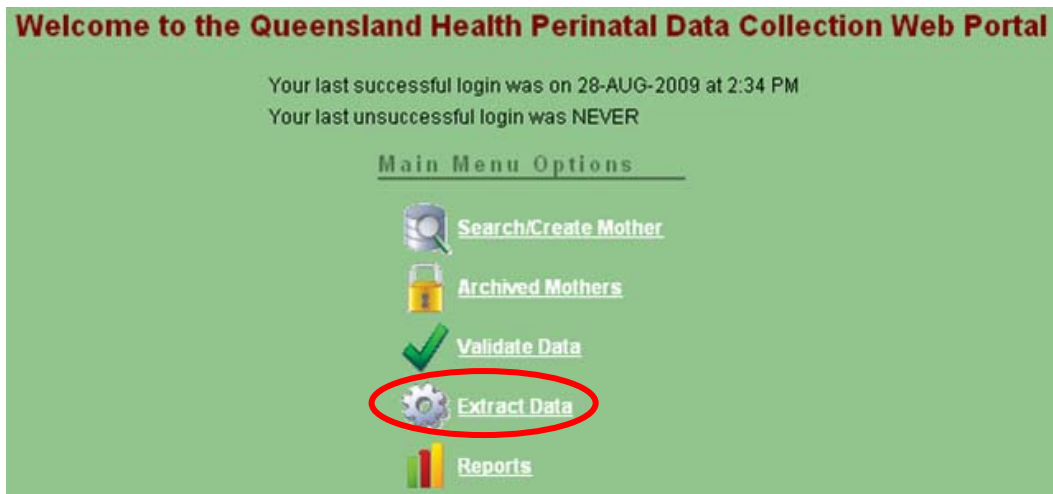 Welcome to the Queensland Health Perinatal Data Collection Web Portal
Your last successful login was on 28-AUG-2009 at 2:34 PM
Your last unsuccessful login was NEVER
Main Menu Options
Search/Create Mother
Archived Mothers
Validate Data
Extract Data
Reports